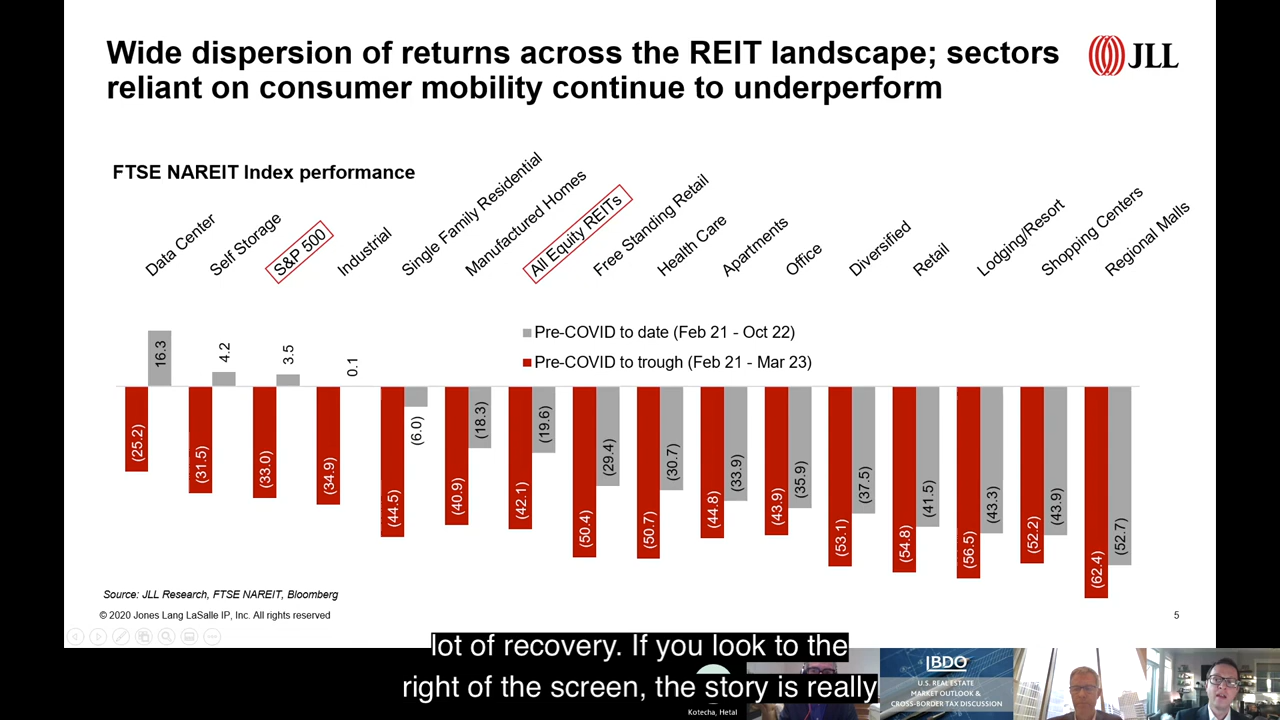 Wide dispersion of returns across the REIT landscape; sectors
reliant on consumer mobility continue to underperform
JLL
FTSE NAREIT Index performance
Data Center
Self Storage
S&P 500
Industrial
Single Family Residential
Manufactured Homes
All Equity REITs
Free Standing Retail
Health Care
Apartments
Office
Diversified
Retail
Lodging/Resort
Shopping Centers
Regional Malls
Pre-COVID to date (Feb 21 - Oct 22)
Pre-COVID to trough (Feb 21 - Mar 23)
16.3
4.2
3.5
0.1
(6.0)
(18.3)
(19.6)
(29.4)
(30.7)
(33.9)
(35.9)
(37.5)
(41.5)
(43.3)
(43.9)
(52.7)
(25.2)
(31.5)
(33.0)
(34.9)
(44.5)
(40.9)
(42.1)
(50.4)
(50.7)
(44.8)
(43.9)
(53.1)
(54.8)
(56.5)
(52.2)
(62.4)
Source: JLL Research, FTSE NAREIT, Bloomberg
© 2020 Jones Lang LaSalle IP, Inc. All rights reserved
5
lot of recovery. If you look to the
right of the screen, the story is really
Kotecha, Hetal
BDO
U.S. REAL ESTATE
MARKET OUTLOOK &
CROSS-BORDER TAX DISCUSSION